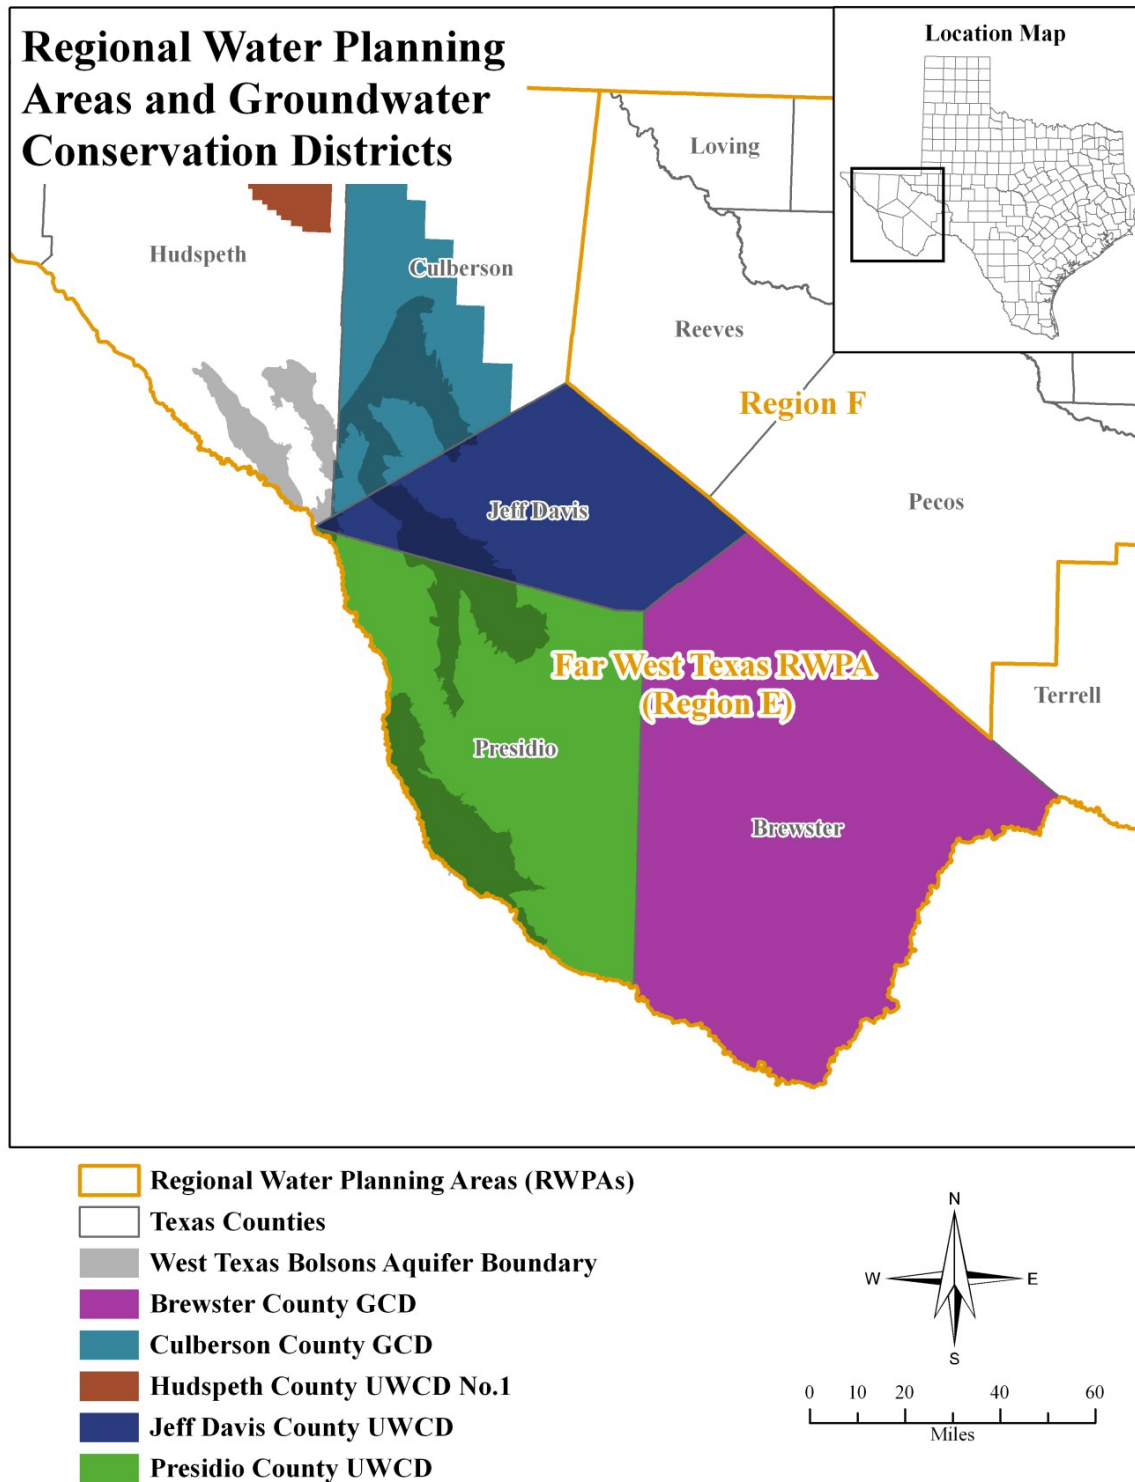 Regional Water Planning
Areas and Groundwater
Conservation Districts
Location Map
Loving
Hudspeth
Culberson
Reeves
Region F
Jeff Davis
Pecos
Far West Texas RWPA
(Region E)
Terrell
Presidio
Brewster
Regional Water Planning Areas (RWPAs)
Texas Counties
West Texas Bolsons Aquifer Boundary
Brewster County GCD
Culberson County GCD
Hudspeth County UWCD No.1
Jeff Davis County UWCD
Presidio County UWCD
N
W E
S
0 10 20 40 60
Miles